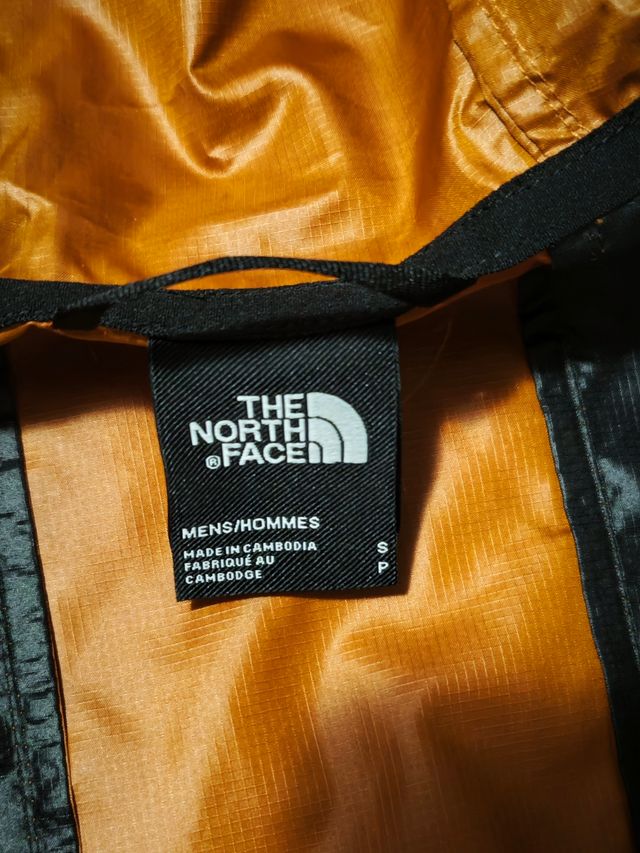 THE
NORTH
®FACE
MENS/HOMMES
MADE IN CAMBODIA
FABRIQUÉ AU
CAMBODGE
S
P